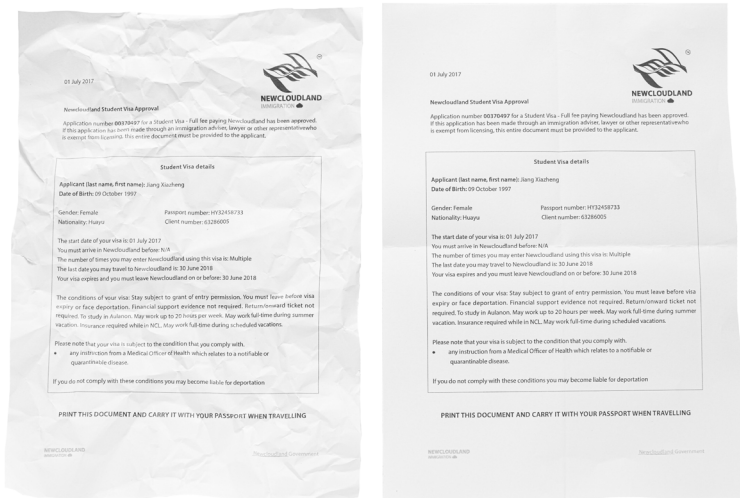 ®
01 July 2017
NEWCLOUDLAND
IMMIGRATION
Newcloudland Student Visa Approval
Application number 00370497 for a Student Visa - Full fee paying Newcloudland has been approved.
If this application has been made through an immigration adviser, lawyer or other representativewho
is exempt from licensing, this entire document must be provided to the applicant.
Student Visa details
Applicant (last name, first name): Jiang Xiazheng
Date of Birth: 09 October 1997
Gender: Female Passport number: HY32458733
Nationality: Huayu Client number: 63286005
The start date of your visa is: 01 July 2017
You must arrive in Newcloudland before: N/A
The number of times you may enter Newcloudland using this visa is: Multiple
The last date you may travel to Newcloudland is: 30 June 2018
Your visa expires and you must leave Newcloudland on or before: 30 June 2018
The conditions of your visa: Stay subject to grant of entry permission. You must leave before visa
expiry or face deportation. Financial support evidence not required. Return/onward ticket not
required. To study in Aulanon. May work up to 20 hours per week. May work full-time during summer
vacation. Insurance required while in NCL. May work full-time during scheduled vacations.
Please note that your visa is subject to the condition that you comply with.
• any instruction from a Medical Officer of Health which relates to a notifiable or
quarantinable disease.
If you do not comply with these conditions you may become liable for deportation
PRINT THIS DOCUMENT AND CARRY IT WITH YOUR PASSPORT WHEN TRAVELLING
NEWCLOUDLAND
IMMIGRATION
Newcloudland Government
®
01 July 2017
NEWCLOUDLAND
IMMIGRATION
Newcloudland Student Visa Approval
Application number 00370497 for a Student Visa - Full fee paying Newcloudland has been approved.
If this application has been made through an immigration adviser, lawyer or other representativewho
is exempt from licensing, this entire document must be provided to the applicant.
Student Visa details
Applicant (last name, first name): Jiang Xiazheng
Date of Birth: 09 October 1997
Gender: Female Passport number: HY32458733
Nationality: Huayu Client number: 63286005
The start date of your visa is: 01 July 2017
You must arrive in Newcloudland before: N/A
The number of times you may enter Newcloudland using this visa is: Multiple
The last date you may travel to Newcloudland is: 30 June 2018
Your visa expires and you must leave Newcloudland on or before: 30 June 2018
The conditions of your visa: Stay subject to grant of entry permission. You must leave before visa
expiry or face deportation. Financial support evidence not required. Return/onward ticket not
required. To study in Aulanon. May work up to 20 hours per week. May work full-time during summer
vacation. Insurance required while in NCL. May work full-time during scheduled vacations.
Please note that your visa is subject to the condition that you comply with.
• any instruction from a Medical Officer of Health which relates to a notifiable or
quarantinable disease.
If you do not comply with these conditions you may become liable for deportation
PRINT THIS DOCUMENT AND CARRY IT WITH YOUR PASSPORT WHEN TRAVELLING
NEWCLOUDLAND
IMMIGRATION
Newcloudland Government